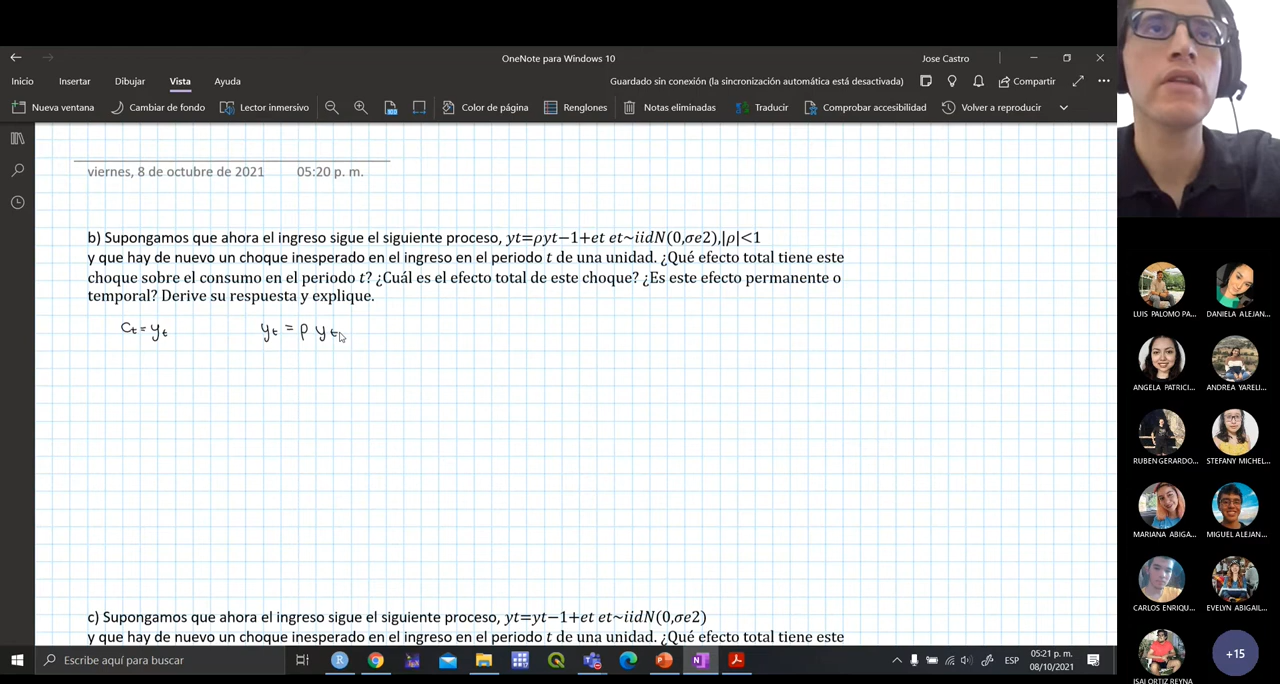 OneNote para Windows 10
Jose Castro
Inicio Insertar Dibujar Vista Ayuda
Guardado sin conexión (la sincronización automática está desactivada) Compartir
Nueva ventana Cambiar de fondo Lector inmersivo Color de página Renglones Notas eliminadas Traducir Comprobar accesibilidad Volver a reproducir
viernes, 8 de octubre de 2021 05:20 p. m.
b) Supongamos que ahora el ingreso sigue el siguiente proceso, yt=ρyt−1+et et~iidN(0,σe2),|ρ|<1
y que hay de nuevo un choque inesperado en el ingreso en el periodo t de una unidad. ¿Qué efecto total tiene este
choque sobre el consumo en el periodo t? ¿Cuál es el efecto total de este choque? ¿Es este efecto permanente o
temporal? Derive su respuesta y explique.
Ct = yt yt = ρ yt
c) Supongamos que ahora el ingreso sigue el siguiente proceso, yt=yt−1+et et~iidN(0,σe2)
y que hay de nuevo un choque inesperado en el ingreso en el periodo t de una unidad. ¿Qué efecto total tiene este
LUIS PALOMO PA... DANIELA ALEJAN...
ANGELA PATRICI... ANDREA YARELI...
RUBEN GERARDO... STEFANY MICHEL...
MARIANA ABIGA... MIGUEL ALEJAN...
CARLOS ENRIQU... EVELYN ABIGAIL...
ISAI ORTIZ REYNA +15
Escribe aquí para buscar
ESP
05:21 p. m.
08/10/2021